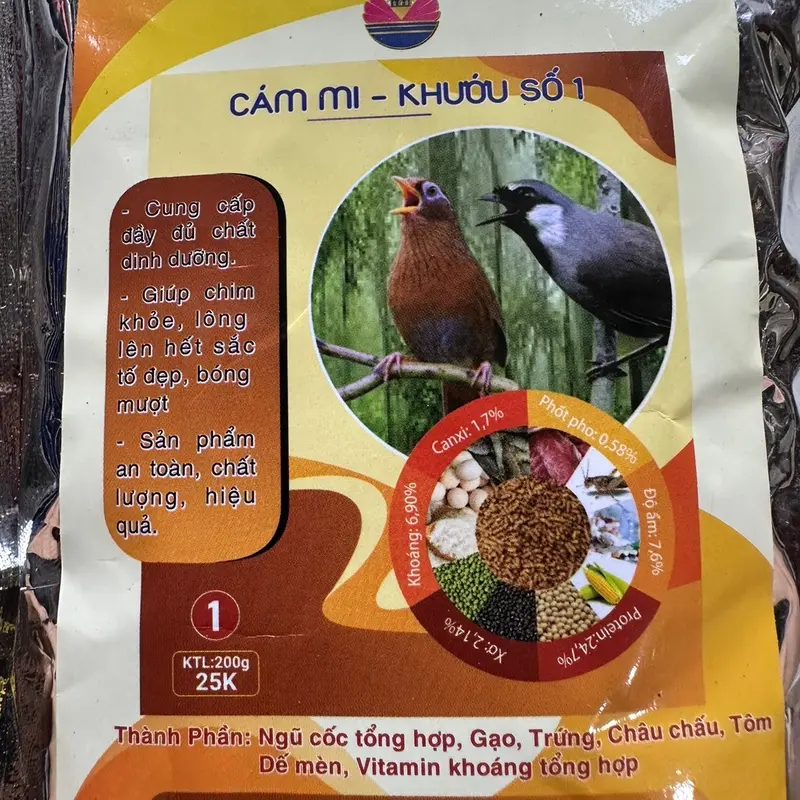 CÁM MI - KHƯỚU SỐ 1
- Cung cấp
đầy đủ chất
dinh dưỡng.
- Giúp chim
khỏe, lông
lên hết sắc
tố đẹp, bóng
mượt
- Sản phẩm
an toàn, chất
lượng, hiệu
quả.
Canxi: 1,7%
Phốt pho: 0,58%
Độ ẩm: 7,6%
Protein:24,7%
Xơ: 2,14%
Khoáng: 6,90%
1
KTL:200g
25K
Thành Phần: Ngũ cốc tổng hợp, Gạo, Trứng, Châu chấu, Tôm
Dế mèn, Vitamin khoáng tổng hợp